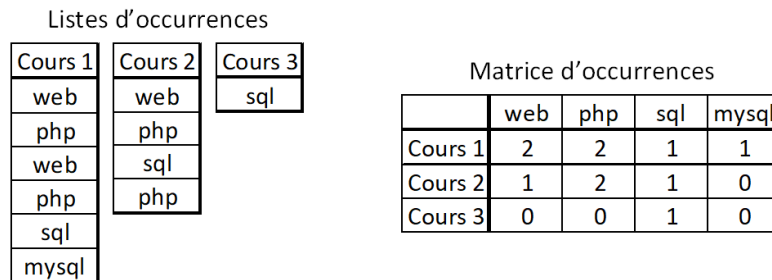 Listes d'occurrences
Cours 1 Cours 2 Cours 3
web web sql
php php
web sql
php php
sql
mysql
Matrice d'occurrences
web php sql mysql
Cours 1 2 2 1 1
Cours 2 1 2 1 0
Cours 3 0 0 1 0